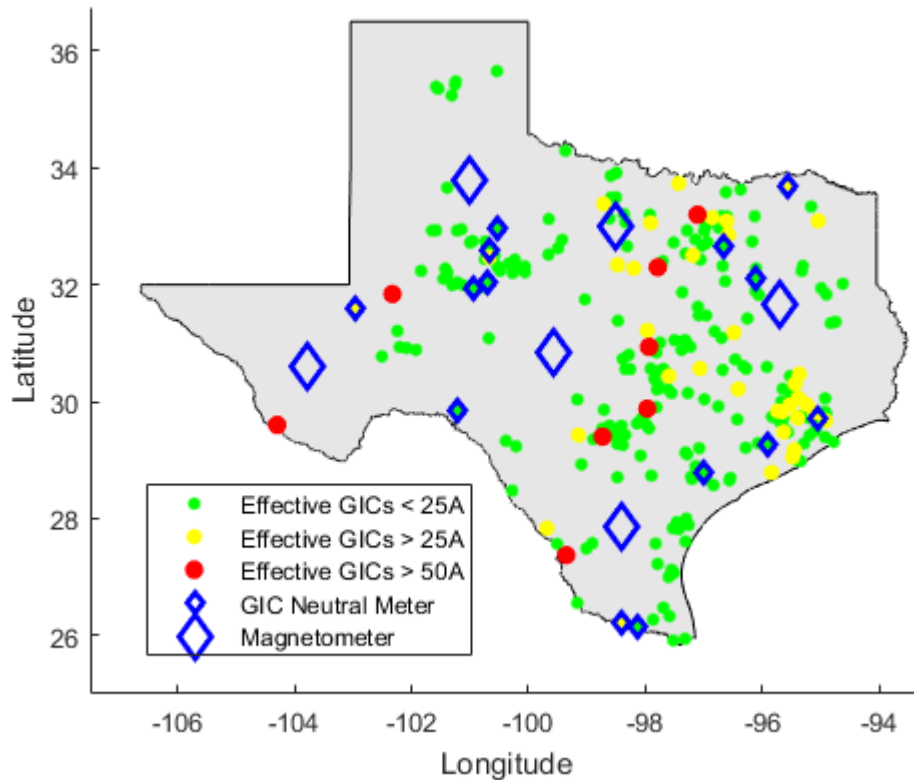 36
34
32
30
28
26
Latitude
Effective GICs < 25A
Effective GICs > 25A
Effective GICs > 50A
GIC Neutral Meter
Magnetometer
-106 -104 -102 -100 -98 -96 -94
Longitude